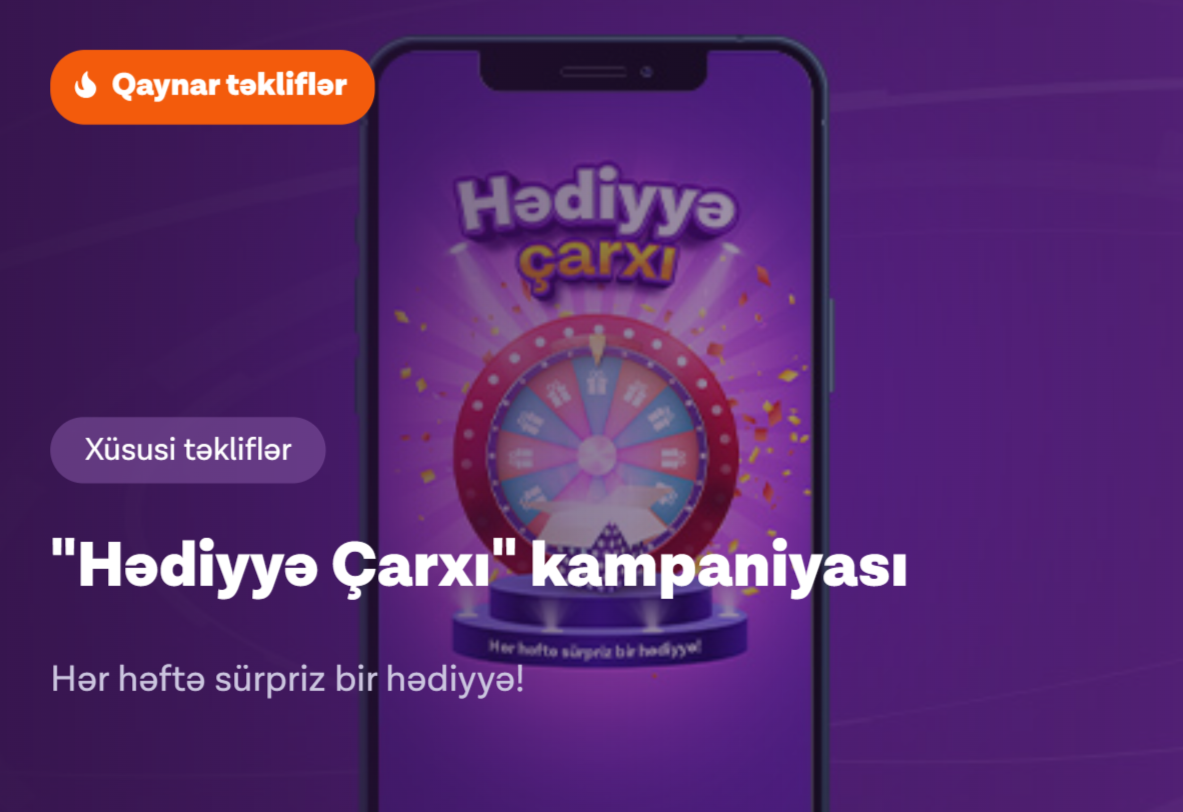 Qaynar təkliflər
Hədiyyə
çarxı
Xüsusi təkliflər
"Hədiyyə Çarxı" kampaniyası
Hər həftə sürpriz bir hədiyyə!
Hər həftə sürpriz bir hədiyyə!